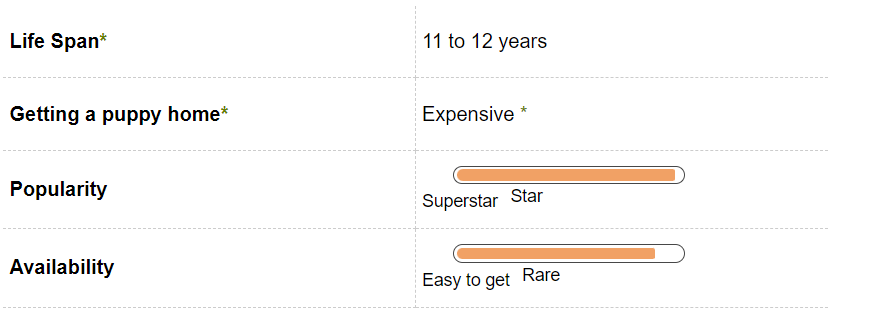 Life Span* 11 to 12 years
Getting a puppy home* Expensive *
Popularity
Superstar Star
Availability
Easy to get Rare